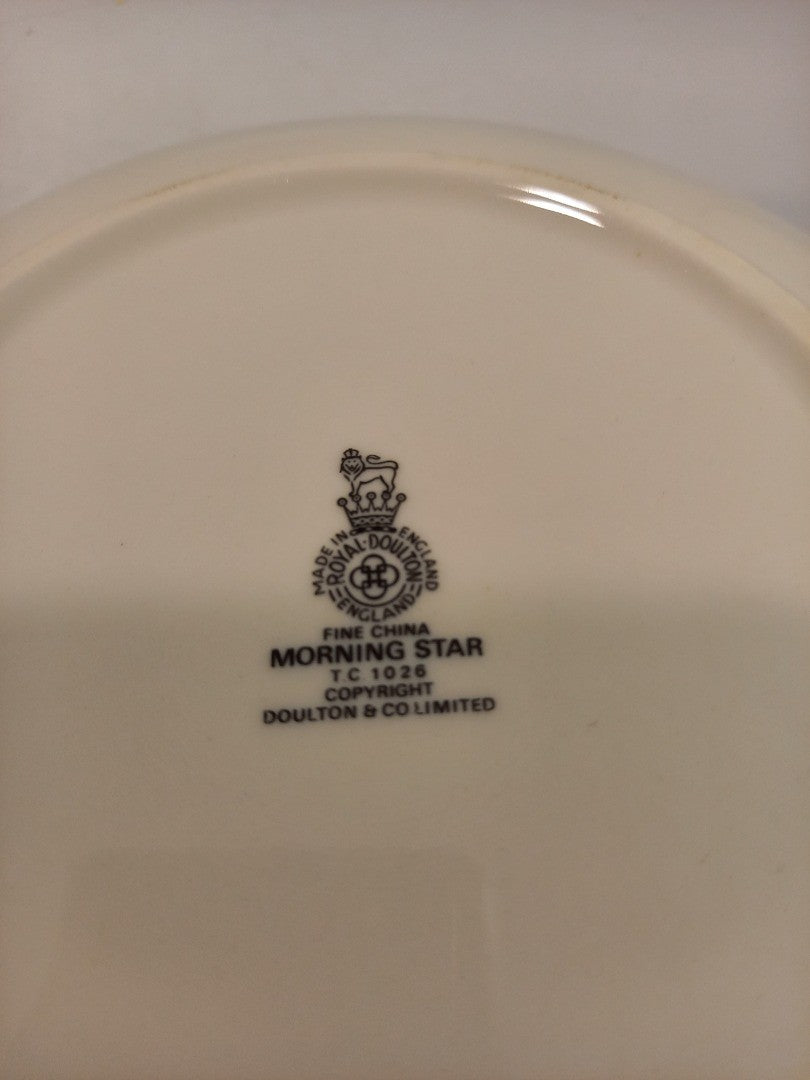 MADE IN ENGLAND
ROYAL·DOULTON
ENGLAND
FINE CHINA
MORNING STAR
T.C. 1026
COPYRIGHT
DOULTON & CO LIMITED